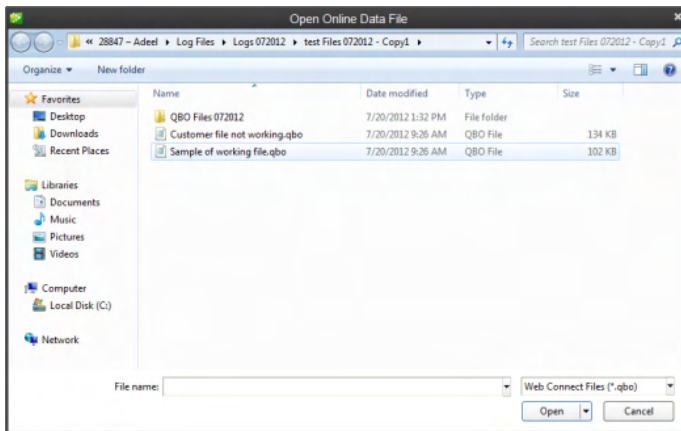 Open Online Data File
« 28847 – Adeel ▸ Log Files ▸ Logs 072012 ▸ test Files 072012 - Copy1 ▸
Search test Files 072012 - Copy1
Organize ▾ New folder
Name Date modified Type Size
Favorites
Desktop
Downloads
Recent Places
Libraries
Documents
Music
Pictures
Videos
Computer
Local Disk (C:)
Network
QBO Files 072012 7/20/2012 1:32 PM File folder
Customer file not working.qbo 7/20/2012 9:26 AM QBO File 134 KB
Sample of working file.qbo 7/20/2012 9:26 AM QBO File 102 KB
File name:
Web Connect Files (*.qbo)
Open Cancel